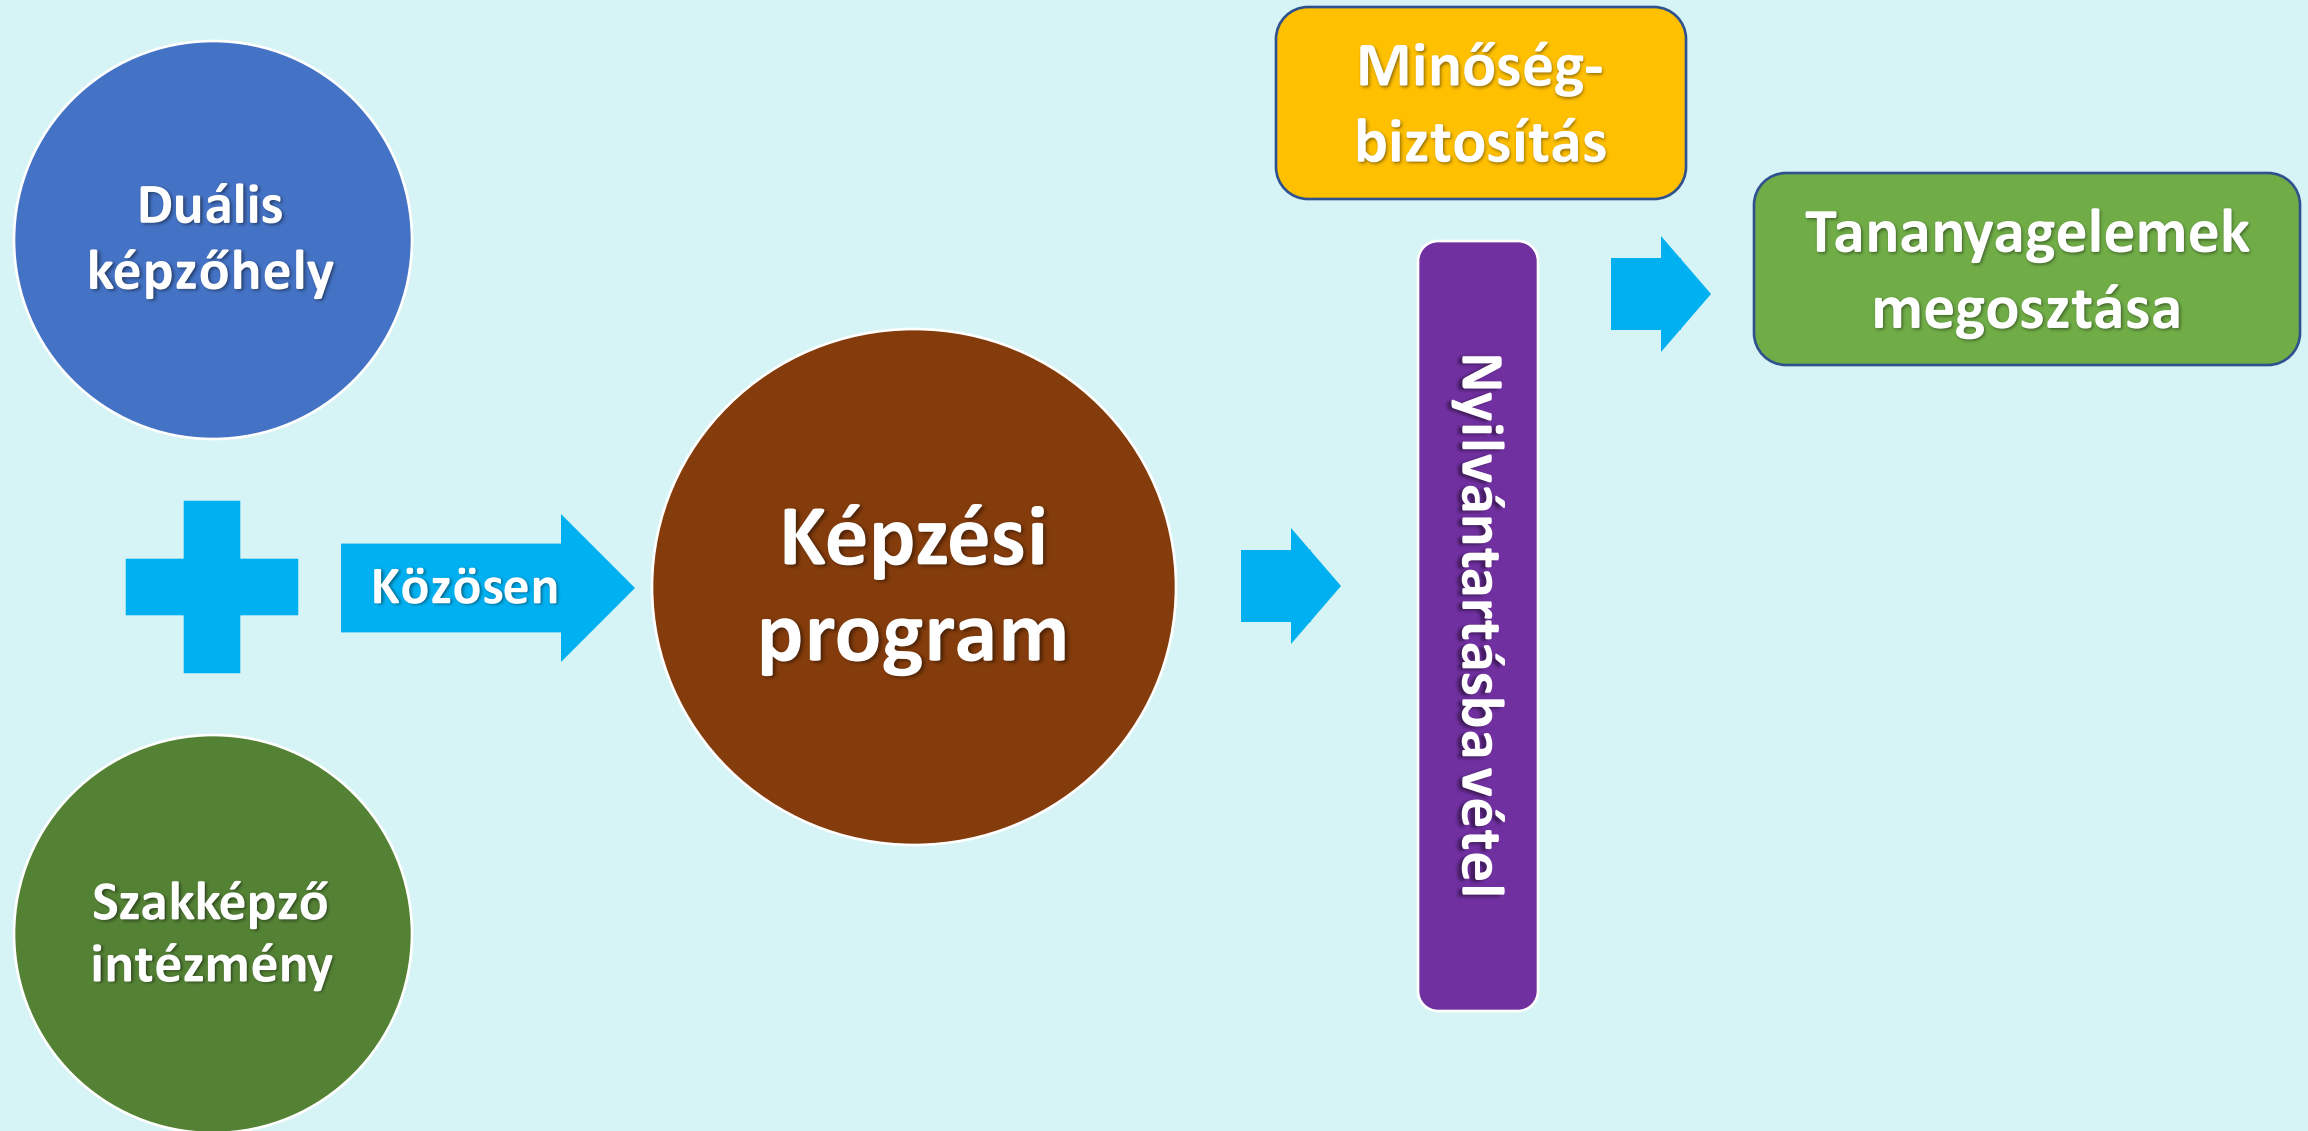 Duális
képzőhely
Közösen
Szakképző
intézmény
Képzési
program
Minőség-
biztosítás
Nyilvántartásba vétel
Tananyagelemek
megosztása